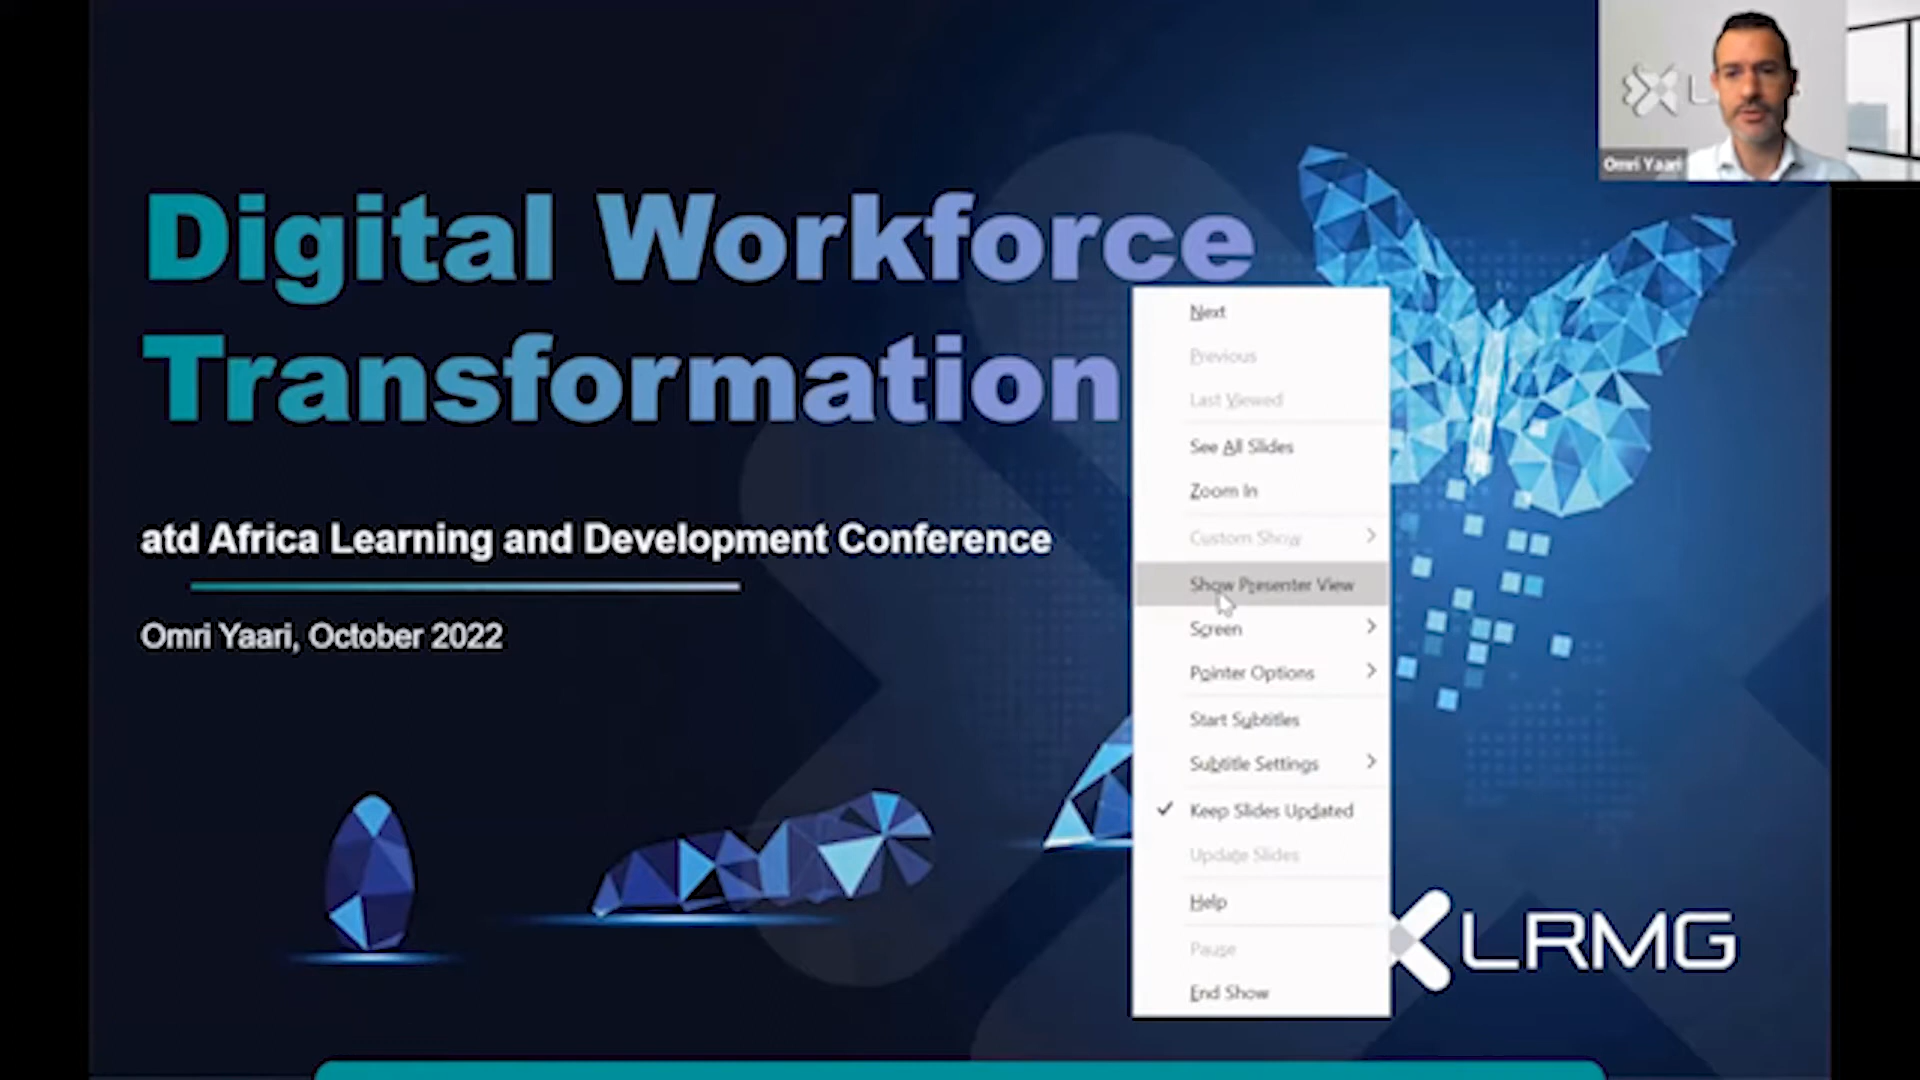 Digital Workforce
Transformation
atd Africa Learning and Development Conference
Omri Yaari, October 2022
Omri Yaari
Next
Previous
Last Viewed
See All Slides
Zoom In
Custom Show
Show Presenter View
Screen
Pointer Options
Start Subtitles
Subtitle Settings
Keep Slides Updated
Update Slides
Help
Pause
End Show
LRMG